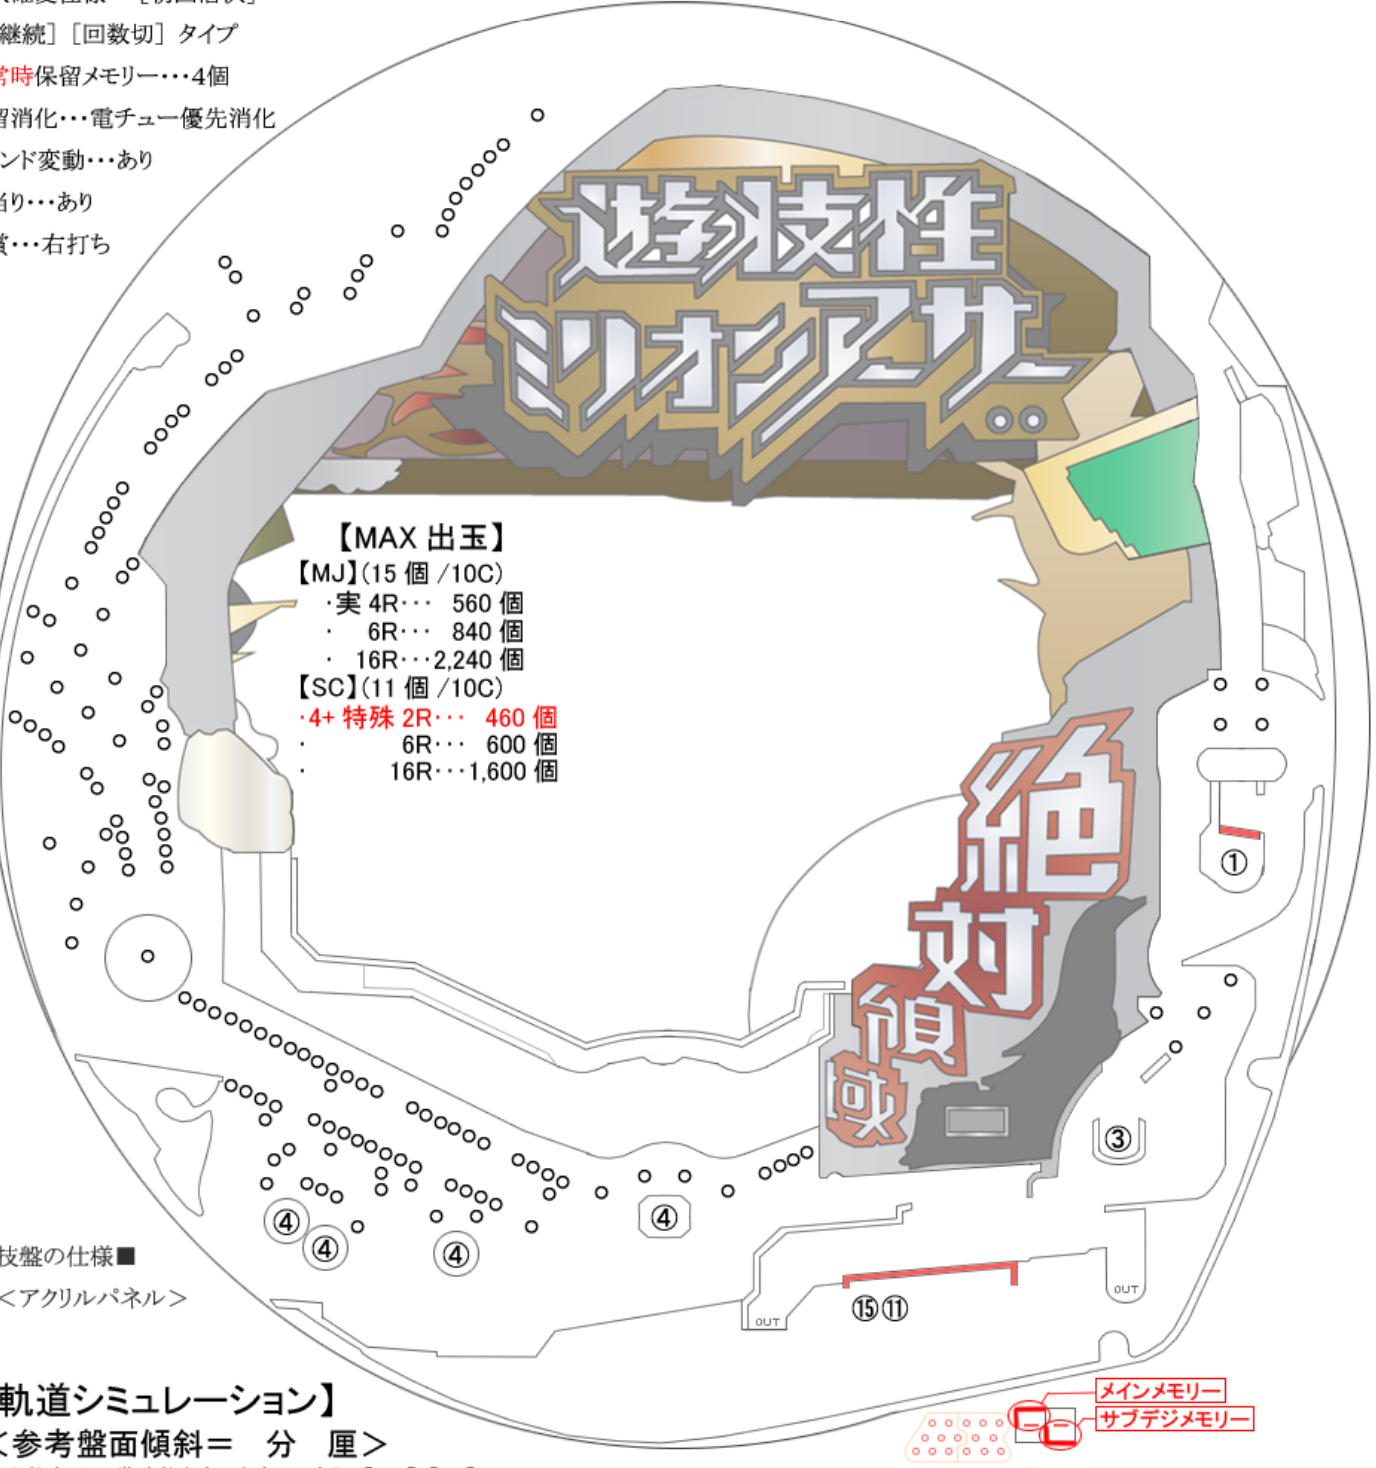 継続］［回数切］タイプ
常時保留メモリー･･･4個
留消化･･･電チュー優先消化
ンド変動･･･あり
当り･･･あり
賞･･･右打ち
遊技性
ミリオンアーサー
【MAX 出玉】
【MJ】(15 個 /10C)
･実 4R･･･ 560 個
･ 6R･･･ 840 個
･ 16R･･･2,240 個
【SC】(11 個 /10C)
･4+ 特殊 2R･･･ 460 個
･ 6R･･･ 600 個
･ 16R･･･1,600 個
絶
対
領
域
①
③
④
④
④
④
⑮⑪
OUT
OUT
技盤の仕様■
＜アクリルパネル＞
軌道シミュレーション】
＜参考盤面傾斜＝　分　厘＞
メインメモリー
サブデジメモリー